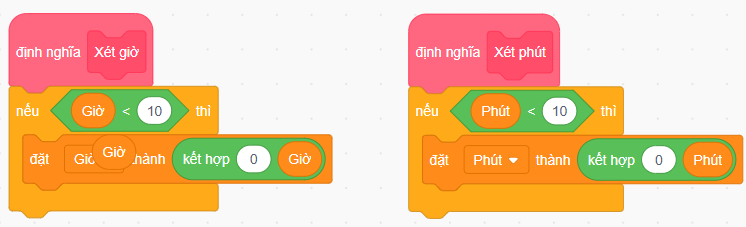 định nghĩa Xét giờ
nếu Giờ < 10 thì
đặt Giờ Giờ thành kết hợp 0 Giờ
định nghĩa Xét phút
nếu Phút < 10 thì
đặt Phút thành kết hợp 0 Phút